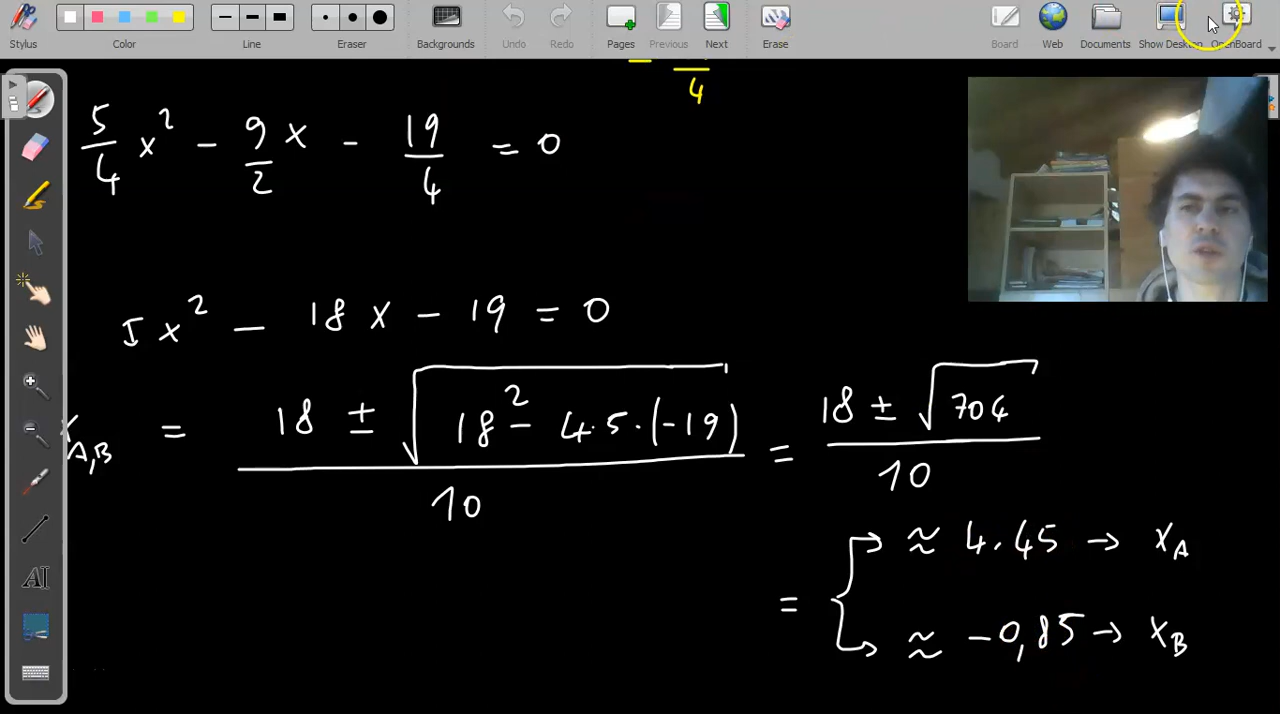 Stylus Color Line Eraser Backgrounds Undo Redo Pages Previous Next Erase Board Web Documents Show Desktop OpenBoard
4
5/4 x² - 9/2 x - 19/4 = 0
5x² - 18x - 19 = 0
x_A,B = (18 ± √(18² - 4·5·(-19)))/10 = (18 ± √704)/10
≈ 4.45 → x_A
=
≈ -0,85 → x_B
AI